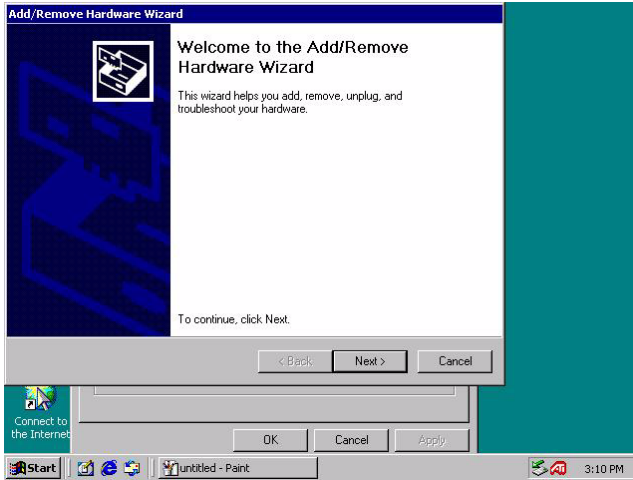 Add/Remove Hardware Wizard
Welcome to the Add/Remove
Hardware Wizard
This wizard helps you add, remove, unplug, and
troubleshoot your hardware.
To continue, click Next.
< Back
Next >
Cancel
Connect to
the Internet
OK
Cancel
Apply
Start
untitled - Paint
3:10 PM